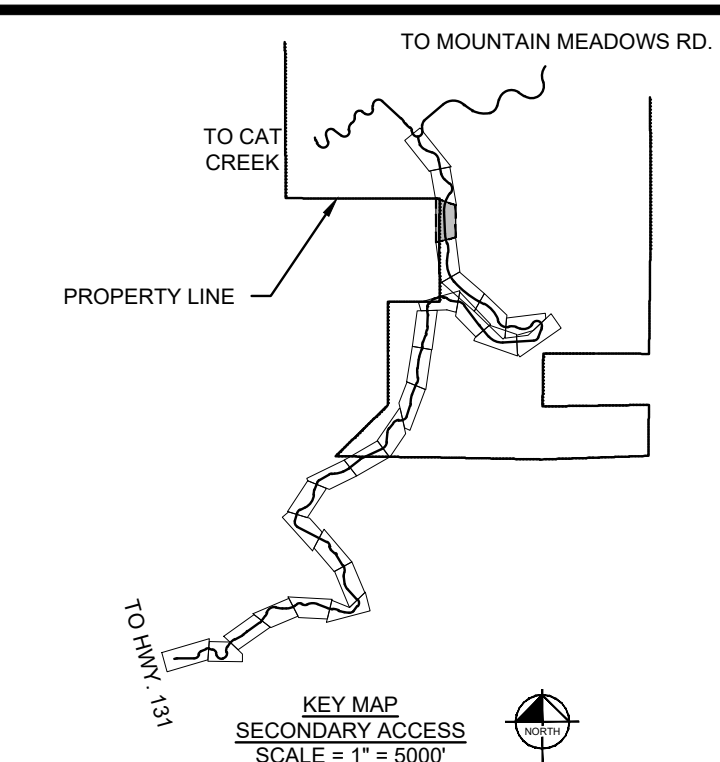 TO MOUNTAIN MEADOWS RD.
TO CAT
CREEK
PROPERTY LINE
TO HWY. 131
KEY MAP
SECONDARY ACCESS
SCALE = 1" = 5000'
NORTH